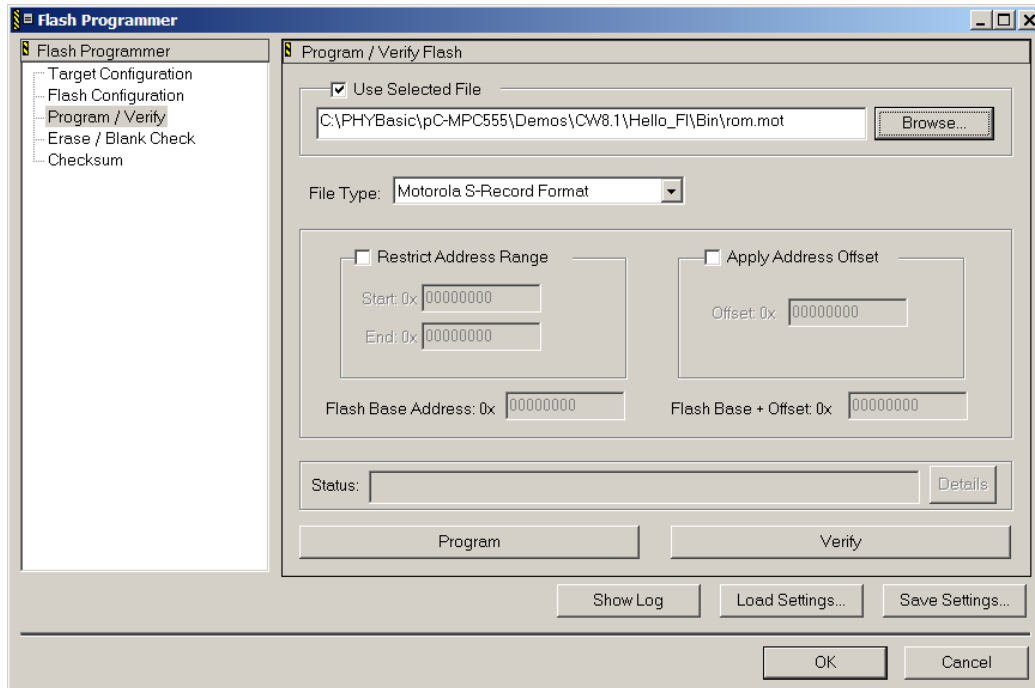 Flash Programmer
Flash Programmer
Target Configuration
Flash Configuration
Program / Verify
Erase / Blank Check
Checksum
Program / Verify Flash
Use Selected File
C:\PHYBasic\pC-MPC555\Demos\CW8.1\Hello_Fl\Bin\rom.mot
Browse...
File Type: Motorola S-Record Format
Restrict Address Range
Start: 0x 00000000
End: 0x 00000000
Apply Address Offset
Offset: 0x 00000000
Flash Base Address: 0x 00000000
Flash Base + Offset: 0x 00000000
Status:
Details
Program
Verify
Show Log
Load Settings...
Save Settings...
OK
Cancel